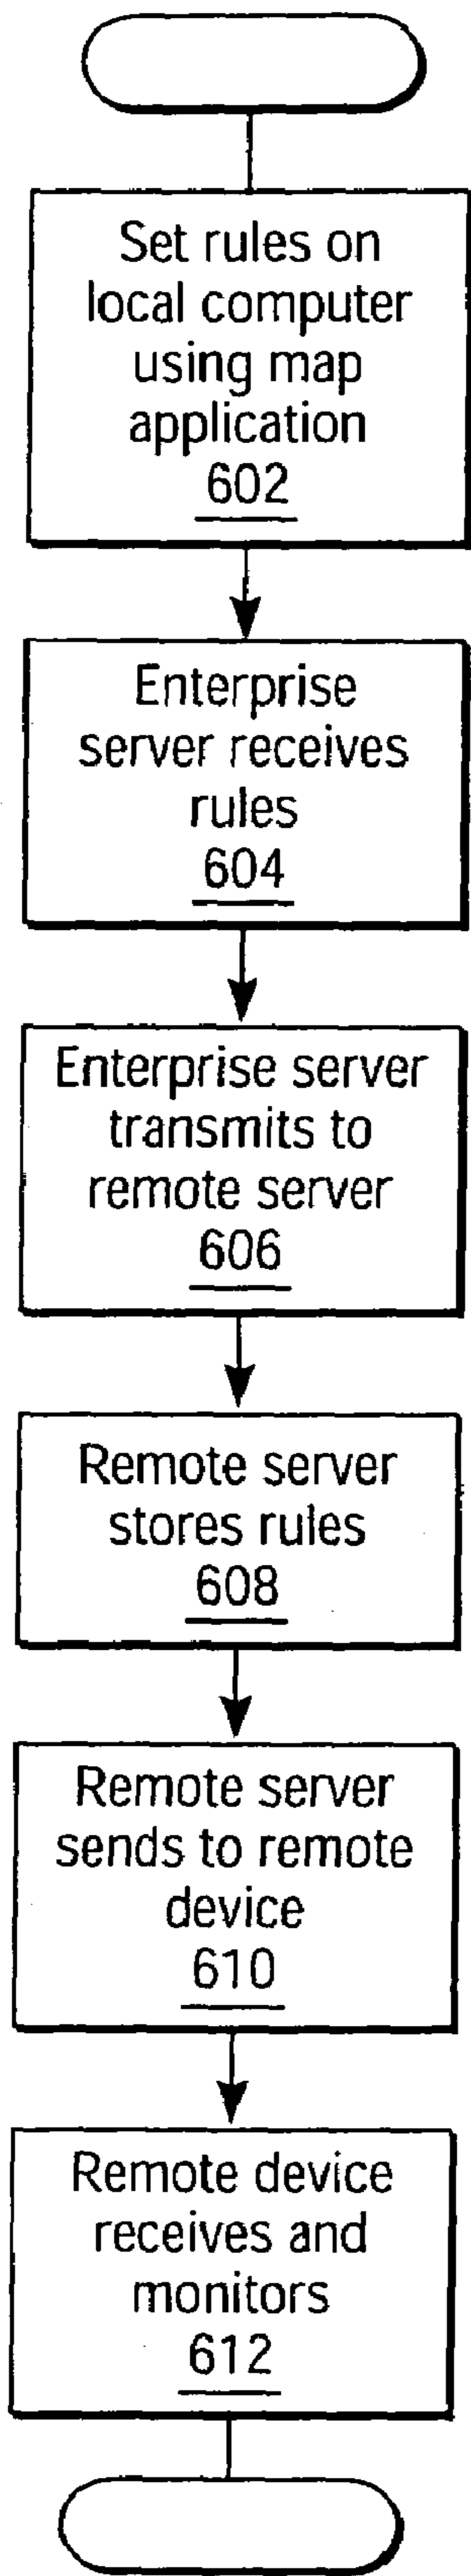 Set rules on
local computer
using map
application
602
Enterprise
server receives
rules
604
Enterprise server
transmits to
remote server
606
Remote server
stores rules
608
Remote server
sends to remote
device
610
Remote device
receives and
monitors
612